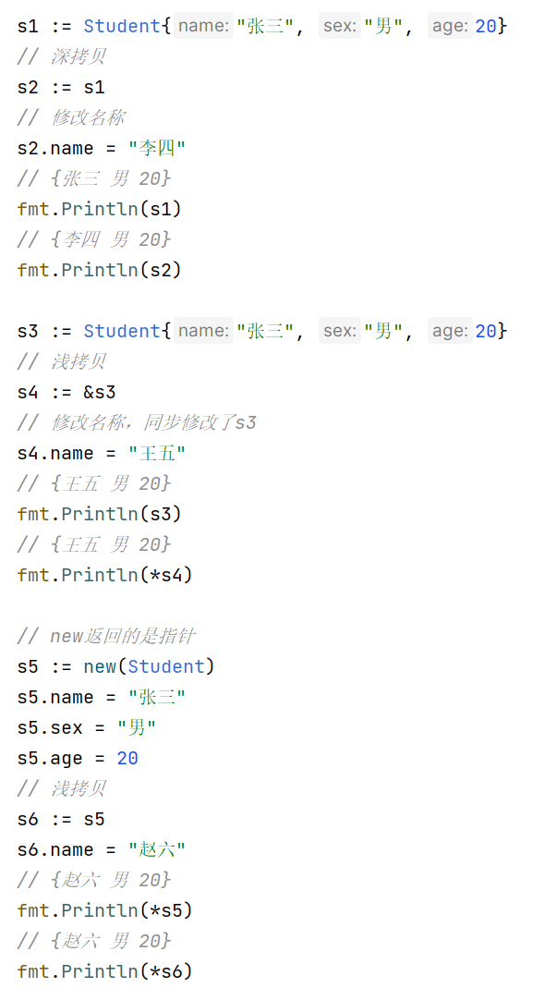 s1 := Student{name: "张三", sex: "男", age: 20}
// 深拷贝
s2 := s1
// 修改名称
s2.name = "李四"
// {张三 男 20}
fmt.Println(s1)
// {李四 男 20}
fmt.Println(s2)

s3 := Student{name: "张三", sex: "男", age: 20}
// 浅拷贝
s4 := &s3
// 修改名称，同步修改了s3
s4.name = "王五"
// {王五 男 20}
fmt.Println(s3)
// {王五 男 20}
fmt.Println(*s4)

// new返回的是指针
s5 := new(Student)
s5.name = "张三"
s5.sex = "男"
s5.age = 20
// 浅拷贝
s6 := s5
s6.name = "赵六"
// {赵六 男 20}
fmt.Println(*s5)
// {赵六 男 20}
fmt.Println(*s6)